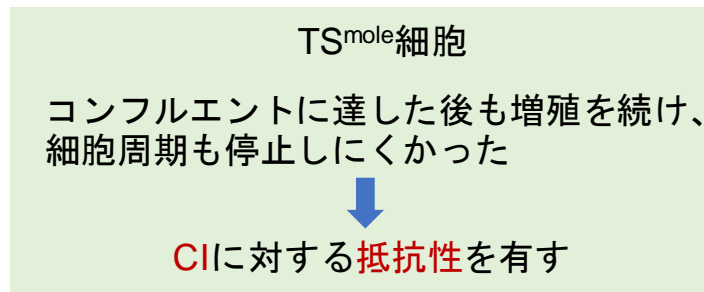 TSmole細胞
コンフルエントに達した後も増殖を続け、
細胞周期も停止しにくかった
CIに対する抵抗性を有す